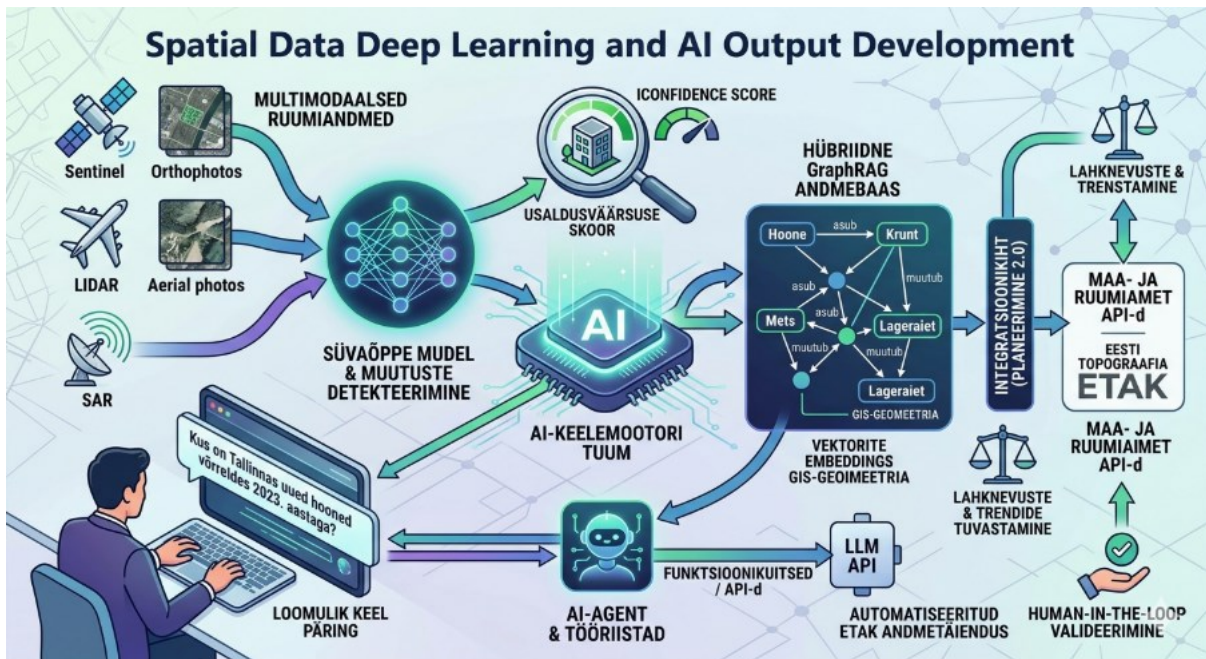 Spatial Data Deep Learning and AI Output Development
Sentinel
Orthophotos
MULTIMODAALSED
RUUMIANDMED
LIDAR
Aerial photos
SAR
SÜVAÕPPE MUDEL
& MUUTUSTE
DETEKTEERIMINE
ICONFIDENCE SCORE
USALDUSVÄÄRSUSE
SKOOR
AI
AI-KEELEMOOTORI
TUUM
HÜBRIIDNE
GraphRAG
ANDMEBAAS
Hoone
asub
Krunt
muutub
asub
asub
Mets
Lageraiet
muutub
muutub
Lageraiet
GIS-GEOMEETRIA
VEKTORITE
EMBEDDINGS
GIS-GEOIMEETRIA
INTEGRATSIOONIKIHT
(PLANEERIMINE 2.0)
LAHKNEVUSTE &
TRENSTAMINE
MAA- JA
RUUMIAMET
API-d
EESTI
TOPOGRAAFIA
ETAK
MAA- JA
RUUMIAIMET
API-d
LAHKNEVUSTE
& TRENDIDE
TUVASTAMINE
HUMAN-IN-THE-LOOP
VALIDEERIMINE
Kus on Tallinnas uued hooned
võrreldes 2023. aastaga?
LOOMULIK KEEL
PÄRING
AI-AGENT
& TÖÖRIISTAD
FUNKTSIOONIKUITSED
/ API-d
LLM
API
AUTOMATISEERITUD
ETAK ANDMETÄIENDUS